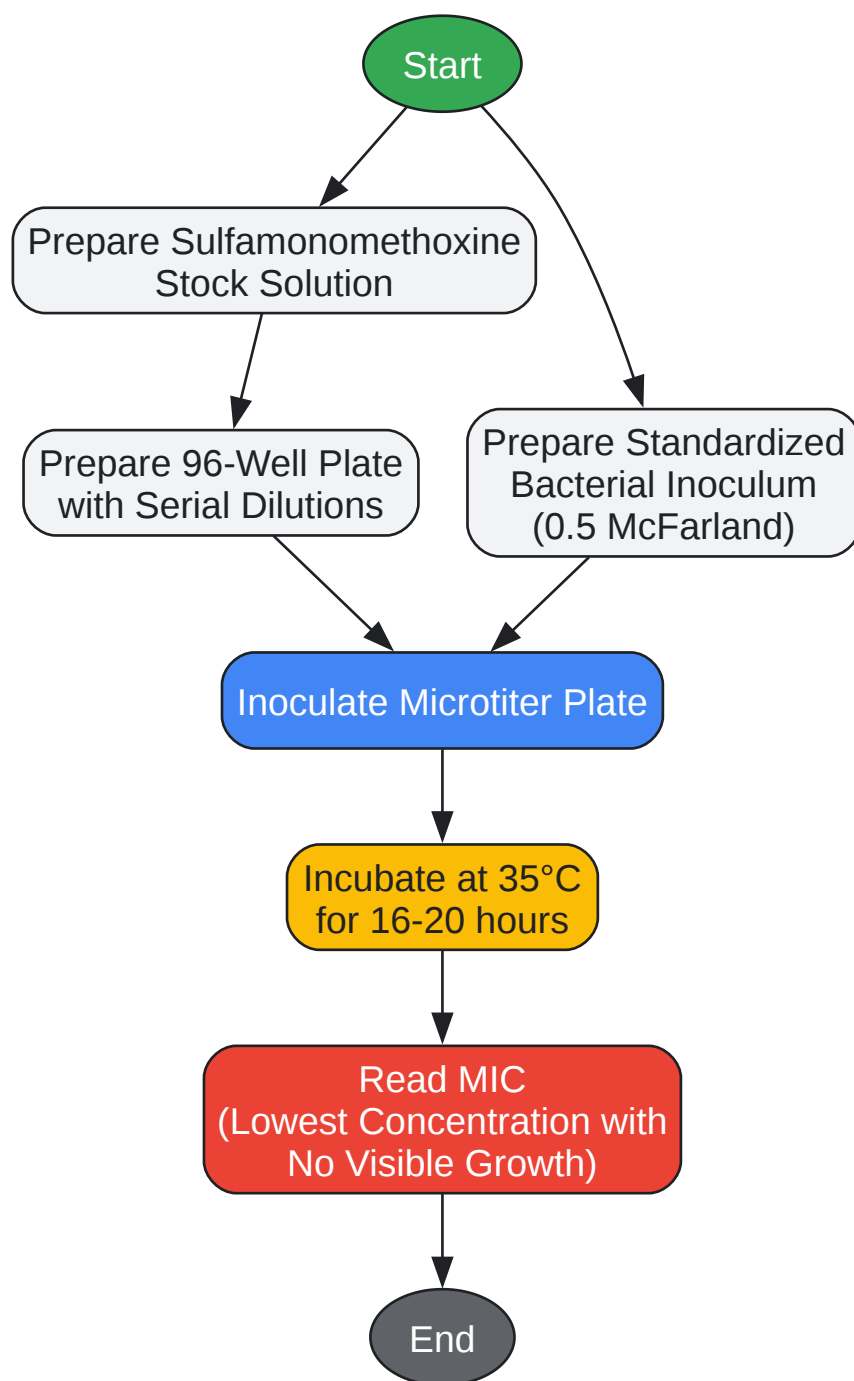 Start
Prepare Sulfamonomethoxine
Stock Solution
Prepare 96-Well Plate
with Serial Dilutions
Prepare Standardized
Bacterial Inoculum
(0.5 McFarland)
Inoculate Microtiter Plate
Incubate at 35°C
for 16-20 hours
Read MIC
(Lowest Concentration with
No Visible Growth)
End